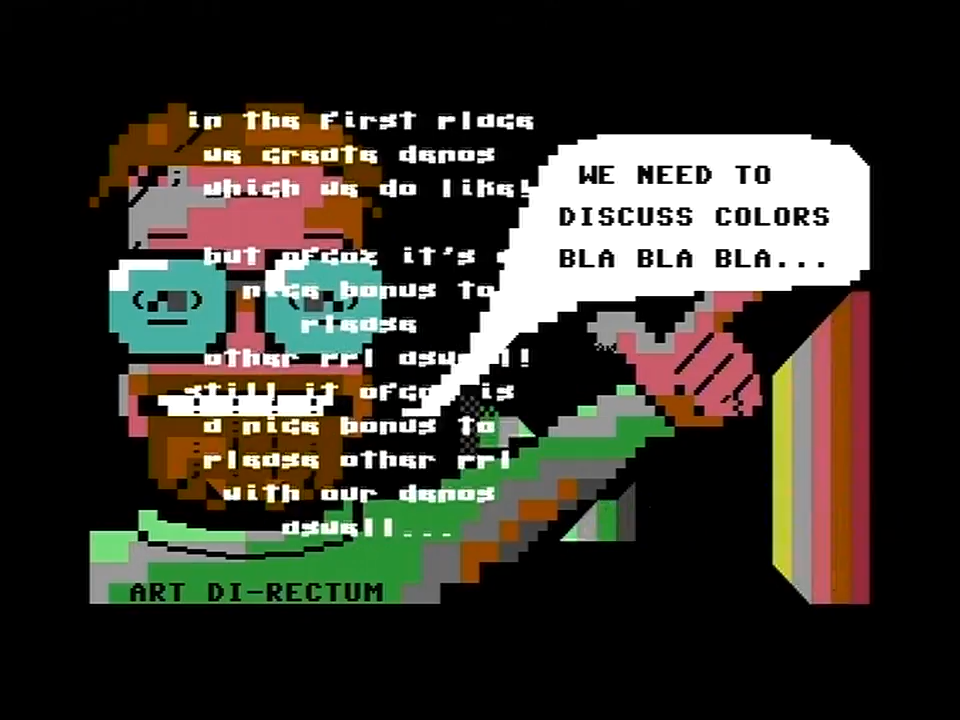 in the first place
we create demos
which we do like!
but ofcoz it's
nice bonus to
please
other ppl aswell!
still it ofcoz is
a nice bonus to
please other ppl
with our demos
aswell...
WE NEED TO
DISCUSS COLORS
BLA BLA BLA...
ART DI-RECTUM